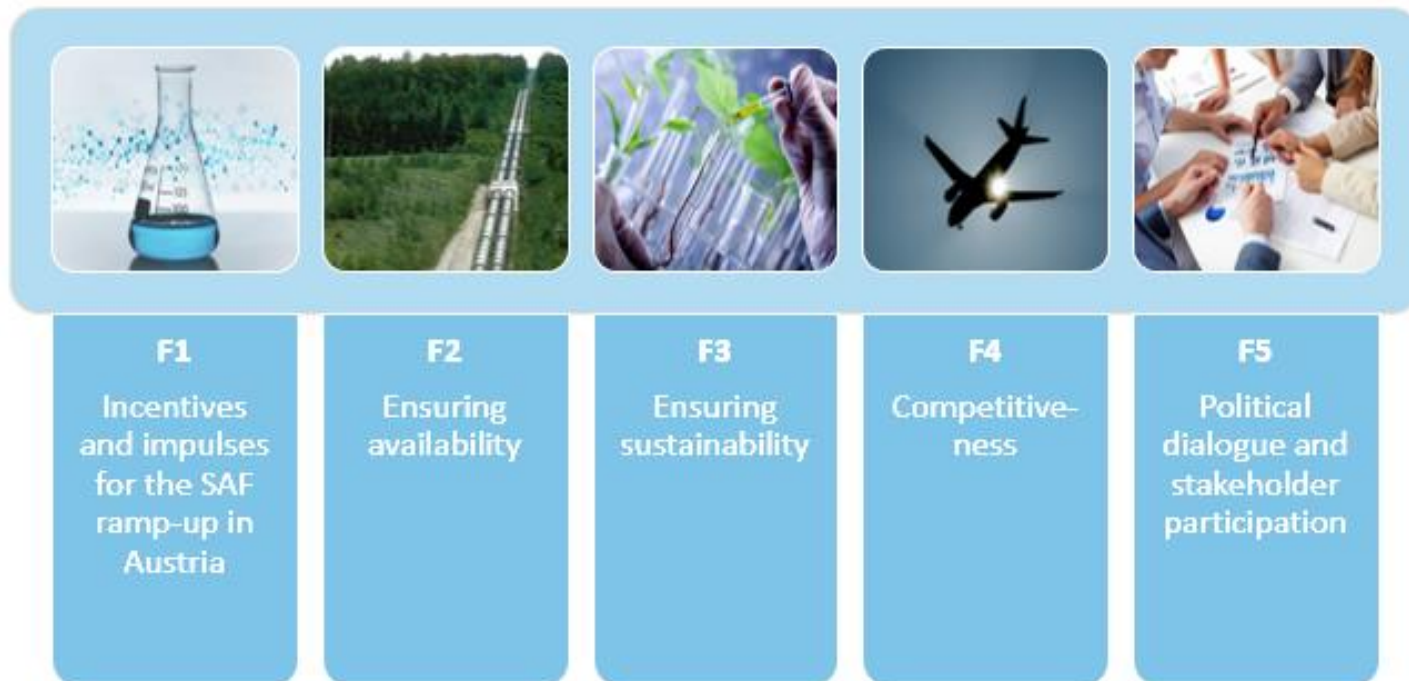 F1
Incentives
and impulses
for the SAF
ramp-up in
Austria
F2
Ensuring
availability
F3
Ensuring
sustainability
F4
Competitive-
ness
F5
Political
dialogue and
stakeholder
participation